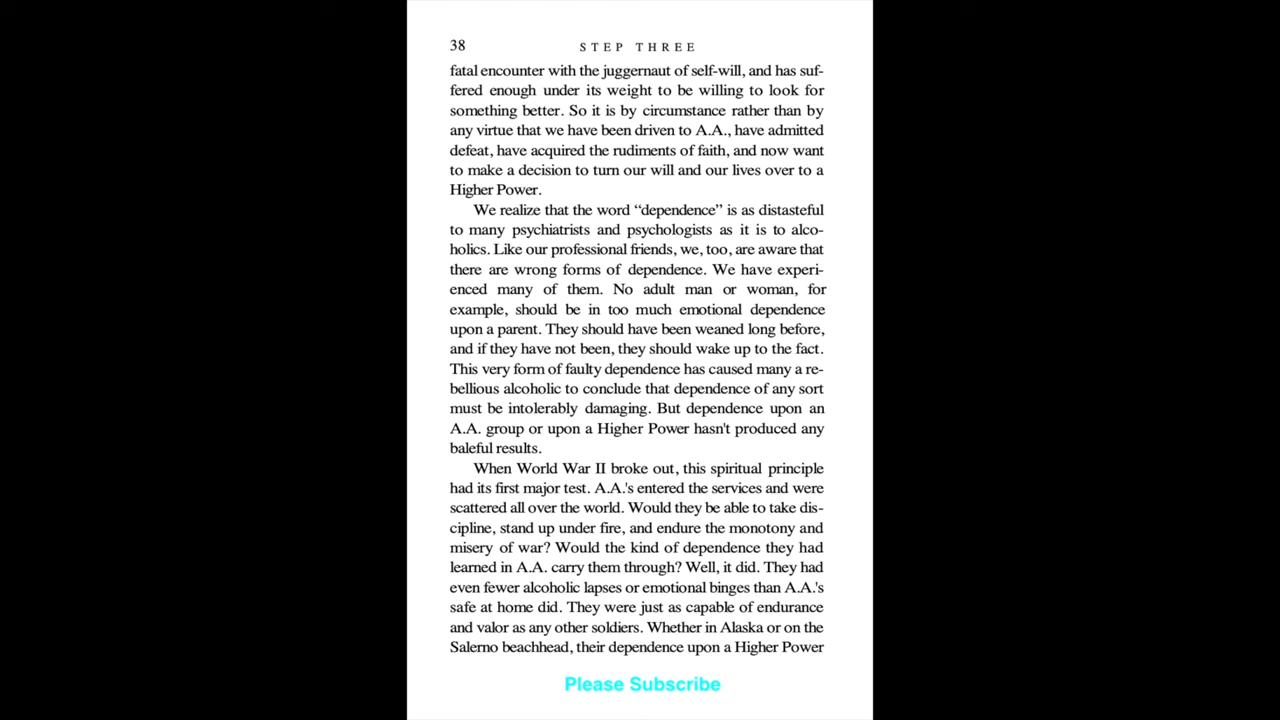 38
STEP THREE
fatal encounter with the juggernaut of self-will, and has suf-
fered enough under its weight to be willing to look for
something better. So it is by circumstance rather than by
any virtue that we have been driven to A.A., have admitted
defeat, have acquired the rudiments of faith, and now want
to make a decision to turn our will and our lives over to a
Higher Power.
We realize that the word “dependence” is as distasteful
to many psychiatrists and psychologists as it is to alco-
holics. Like our professional friends, we, too, are aware that
there are wrong forms of dependence. We have experi-
enced many of them. No adult man or woman, for
example, should be in too much emotional dependence
upon a parent. They should have been weaned long before,
and if they have not been, they should wake up to the fact.
This very form of faulty dependence has caused many a re-
bellious alcoholic to conclude that dependence of any sort
must be intolerably damaging. But dependence upon an
A.A. group or upon a Higher Power hasn't produced any
baleful results.
When World War II broke out, this spiritual principle
had its first major test. A.A.'s entered the services and were
scattered all over the world. Would they be able to take dis-
cipline, stand up under fire, and endure the monotony and
misery of war? Would the kind of dependence they had
learned in A.A. carry them through? Well, it did. They had
even fewer alcoholic lapses or emotional binges than A.A.'s
safe at home did. They were just as capable of endurance
and valor as any other soldiers. Whether in Alaska or on the
Salerno beachhead, their dependence upon a Higher Power
Please Subscribe